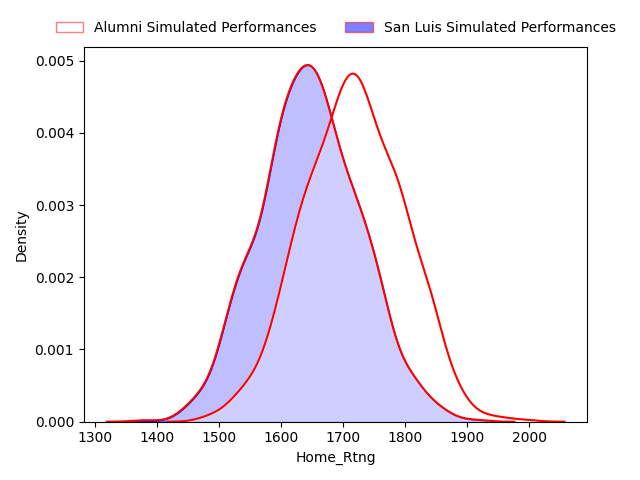 Alumni Simulated Performances San Luis Simulated Performances
0.005
0.004
0.003
0.002
0.001
0.000
Density
1300 1400 1500 1600 1700 1800 1900 2000
Home_Rtng